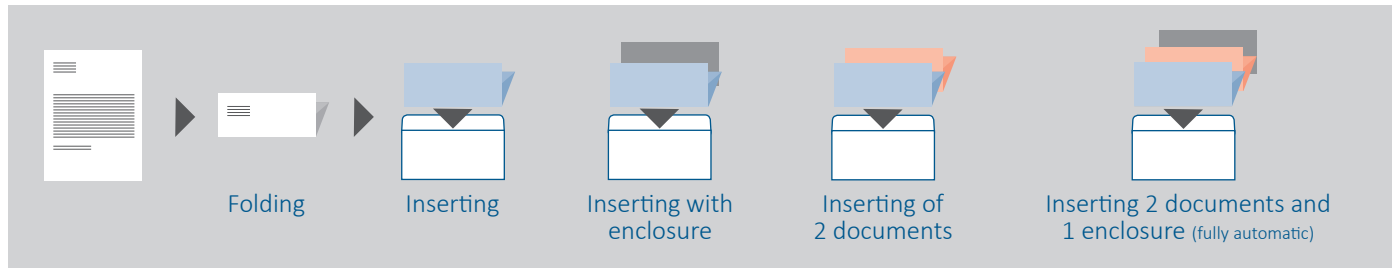 Folding
Inserting
Inserting with
enclosure
Inserting of
2 documents
Inserting 2 documents and
1 enclosure (fully automatic)